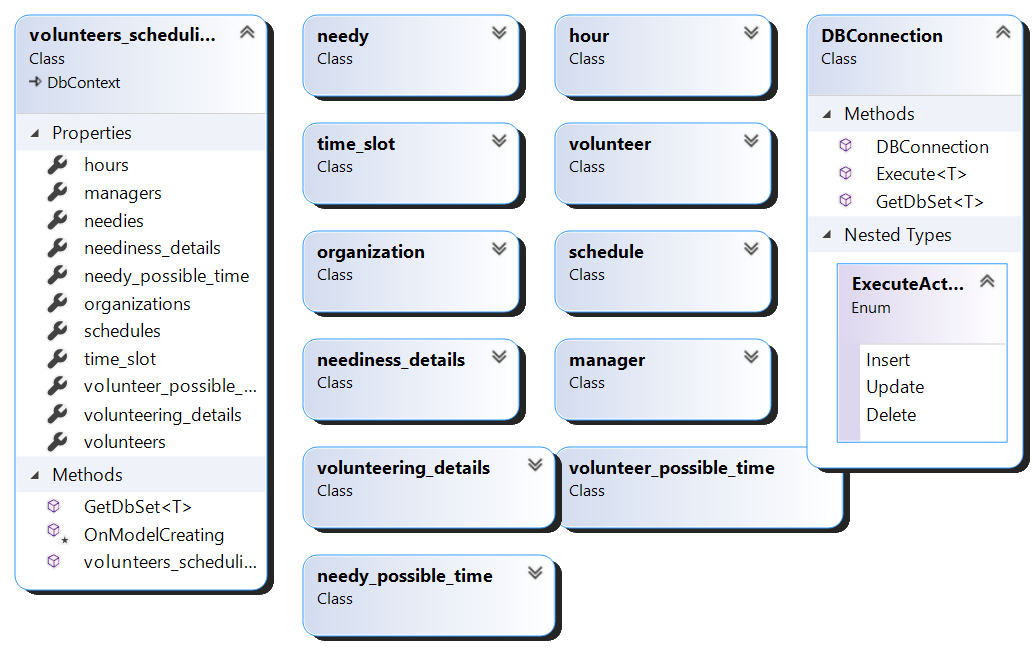 volunteers_scheduli...
Class
DbContext
Properties
hours
managers
needies
neediness_details
needy_possible_time
organizations
schedules
time_slot
volunteer_possible_...
volunteering_details
volunteers
Methods
GetDbSet<T>
OnModelCreating
volunteers_scheduli...
needy
Class
time_slot
Class
organization
Class
neediness_details
Class
volunteering_details
Class
needy_possible_time
Class
hour
Class
volunteer
Class
schedule
Class
manager
Class
volunteer_possible_time
Class
DBConnection
Class
Methods
DBConnection
Execute<T>
GetDbSet<T>
Nested Types
ExecuteAct...
Enum
Insert
Update
Delete